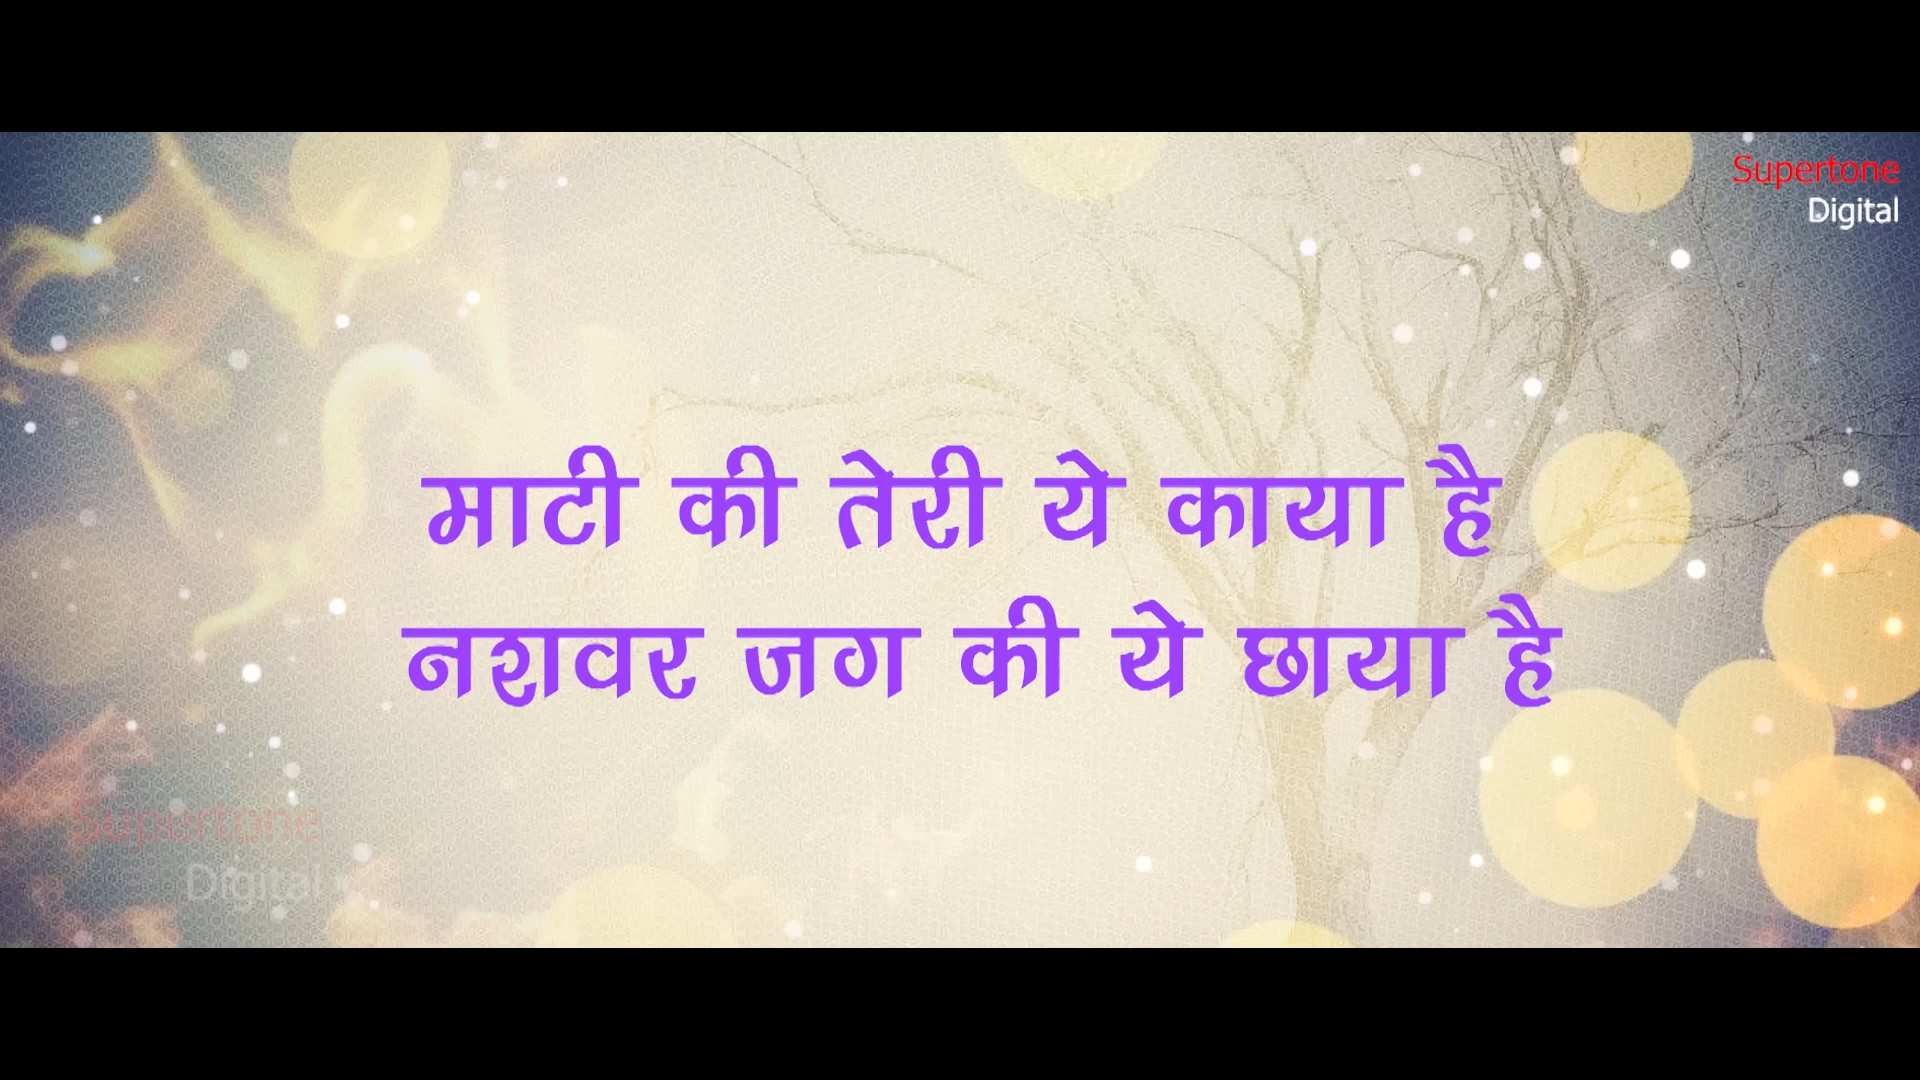 Supertone
Digital
माटी की तेरी ये काया है
नशवर जग की ये छाया है
Supertone
Digital